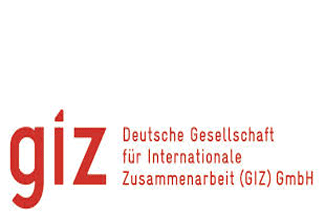 giz
Deutsche Gesellschaft
für Internationale
Zusammenarbeit (GIZ) GmbH